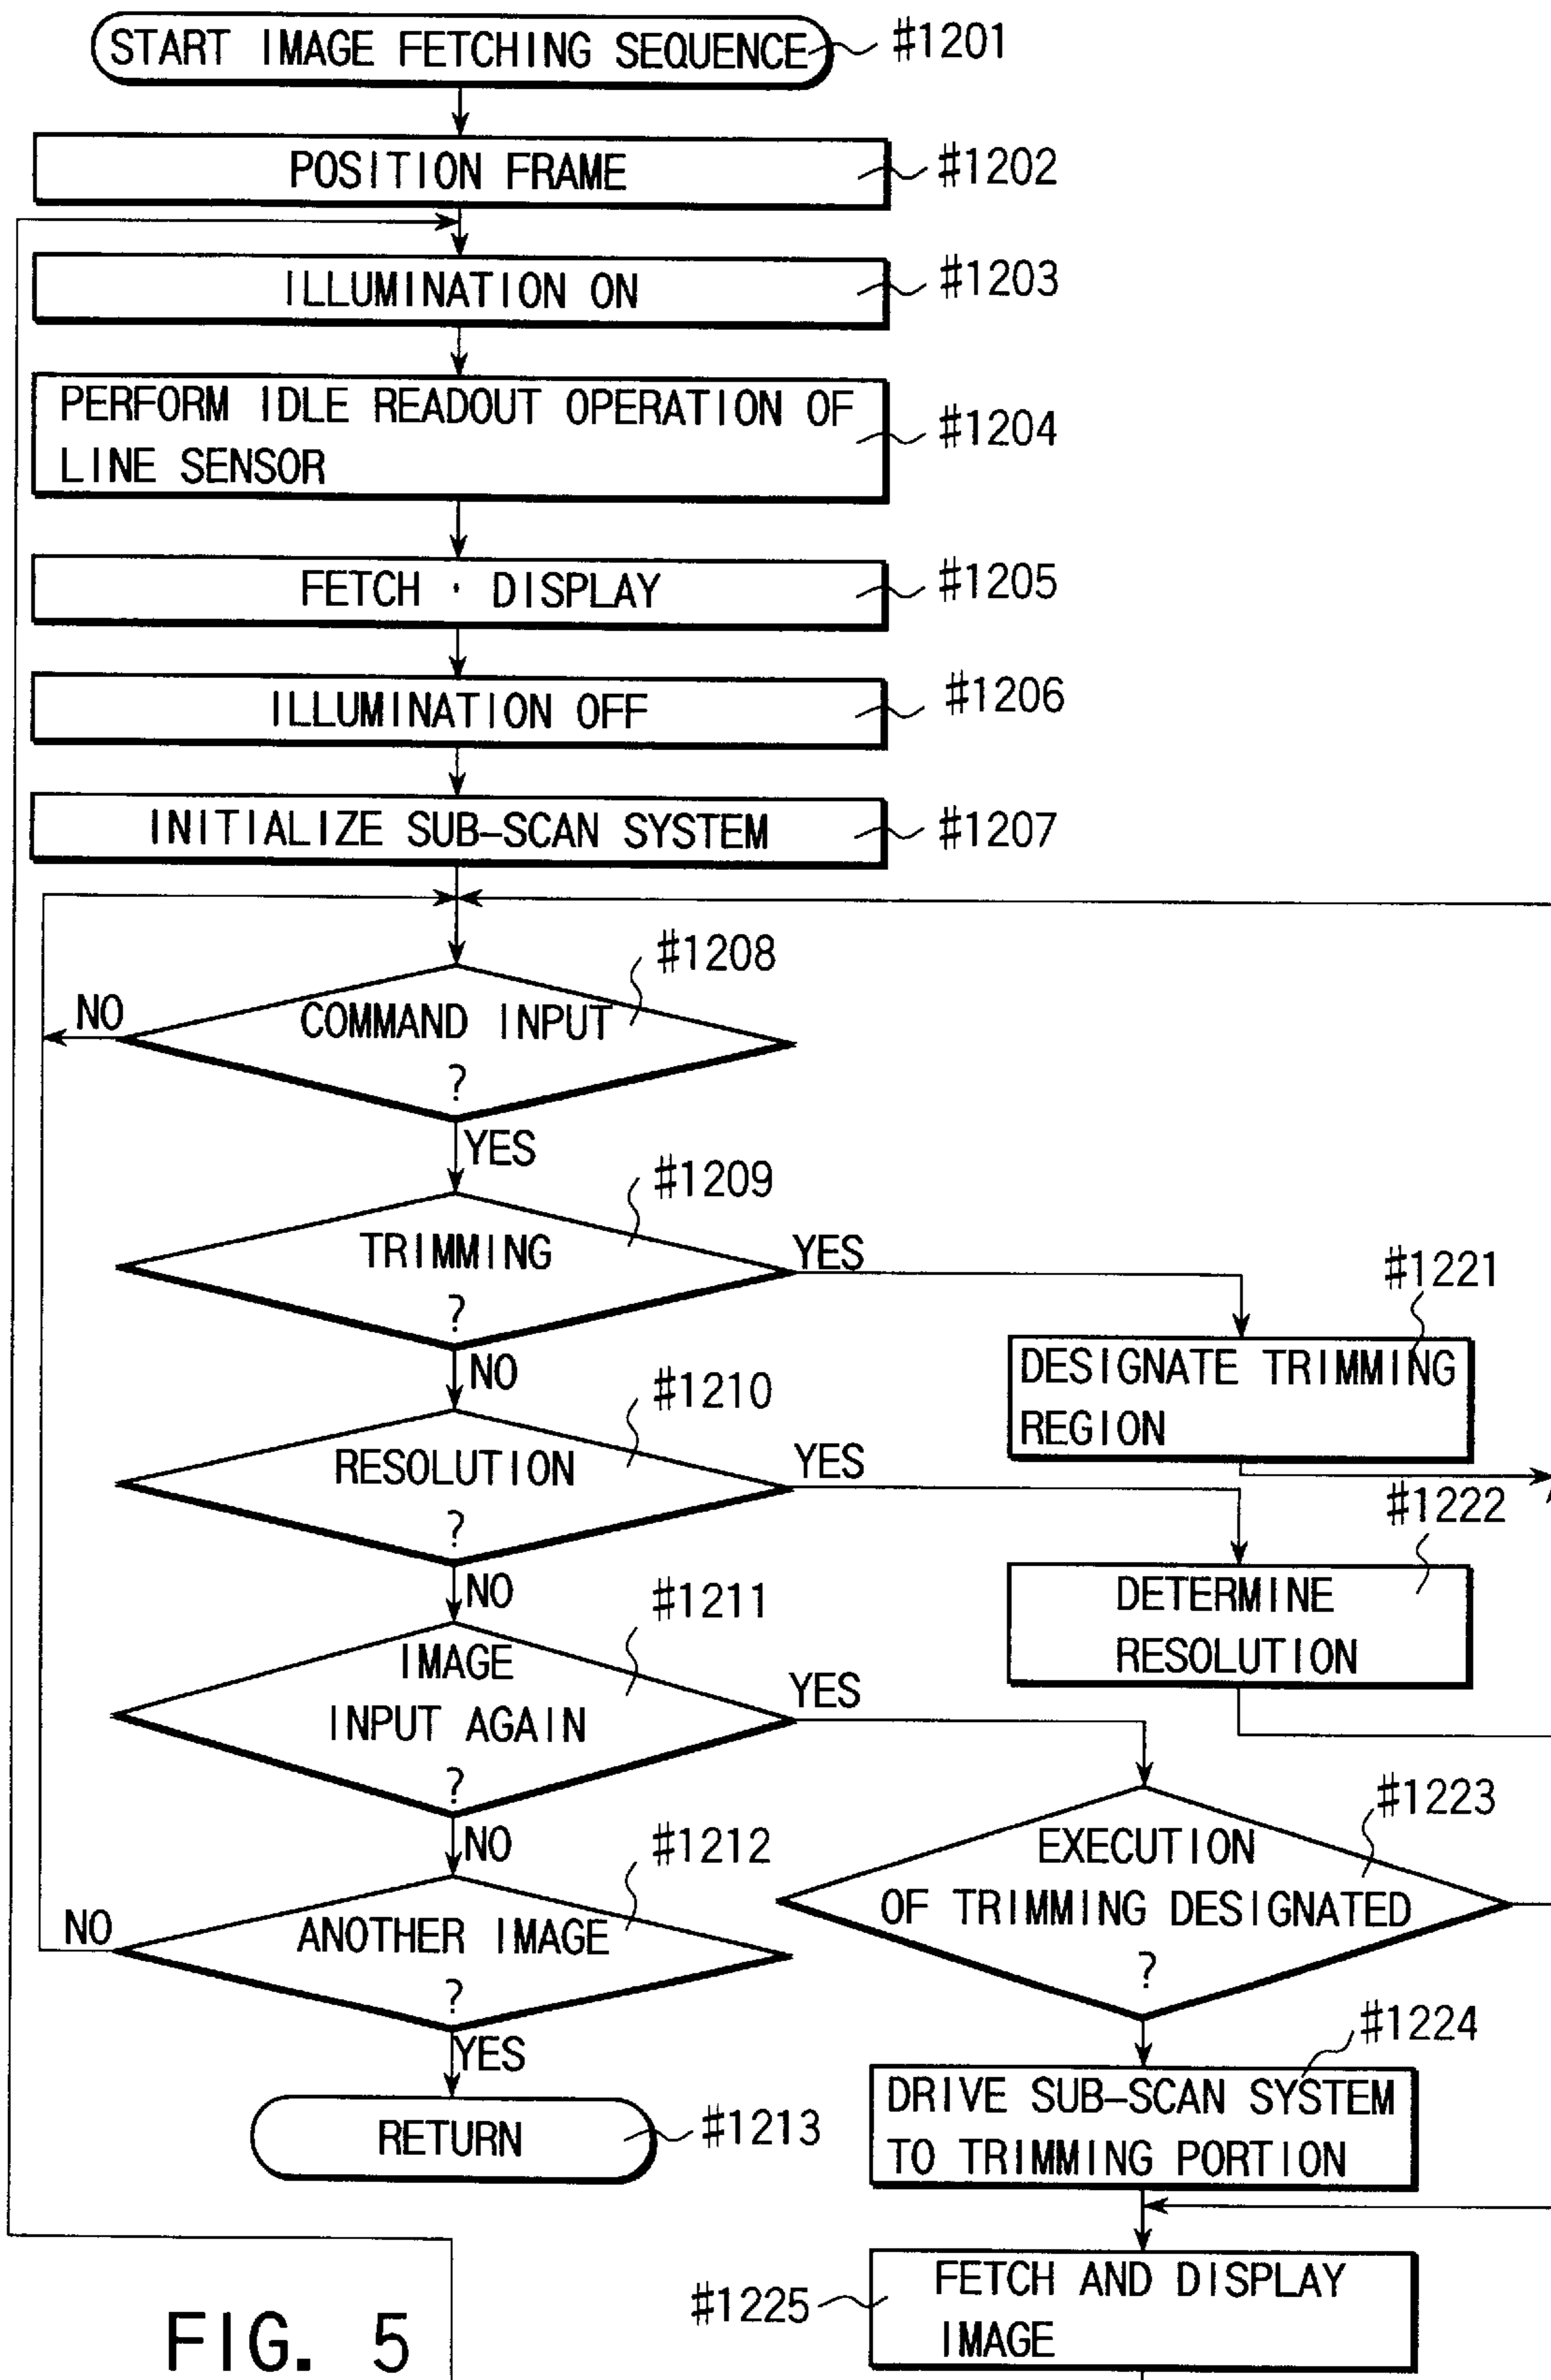 START IMAGE FETCHING SEQUENCE #1201
POSITION FRAME #1202
ILLUMINATION ON #1203
PERFORM IDLE READOUT OPERATION OF
LINE SENSOR
#1204
FETCH · DISPLAY #1205
ILLUMINATION OFF #1206
INITIALIZE SUB-SCAN SYSTEM #1207
#1208
NO
COMMAND INPUT
?
YES
#1209
TRIMMING
?
YES
NO
#1221
DESIGNATE TRIMMING
REGION
#1210
RESOLUTION
?
YES
NO
#1222
DETERMINE
RESOLUTION
#1211
IMAGE
INPUT AGAIN
?
YES
NO
#1223
EXECUTION
OF TRIMMING DESIGNATED
?
#1212
NO
ANOTHER IMAGE
?
YES
RETURN #1213
#1224
DRIVE SUB-SCAN SYSTEM
TO TRIMMING PORTION
#1225
FETCH AND DISPLAY
IMAGE
FIG. 5